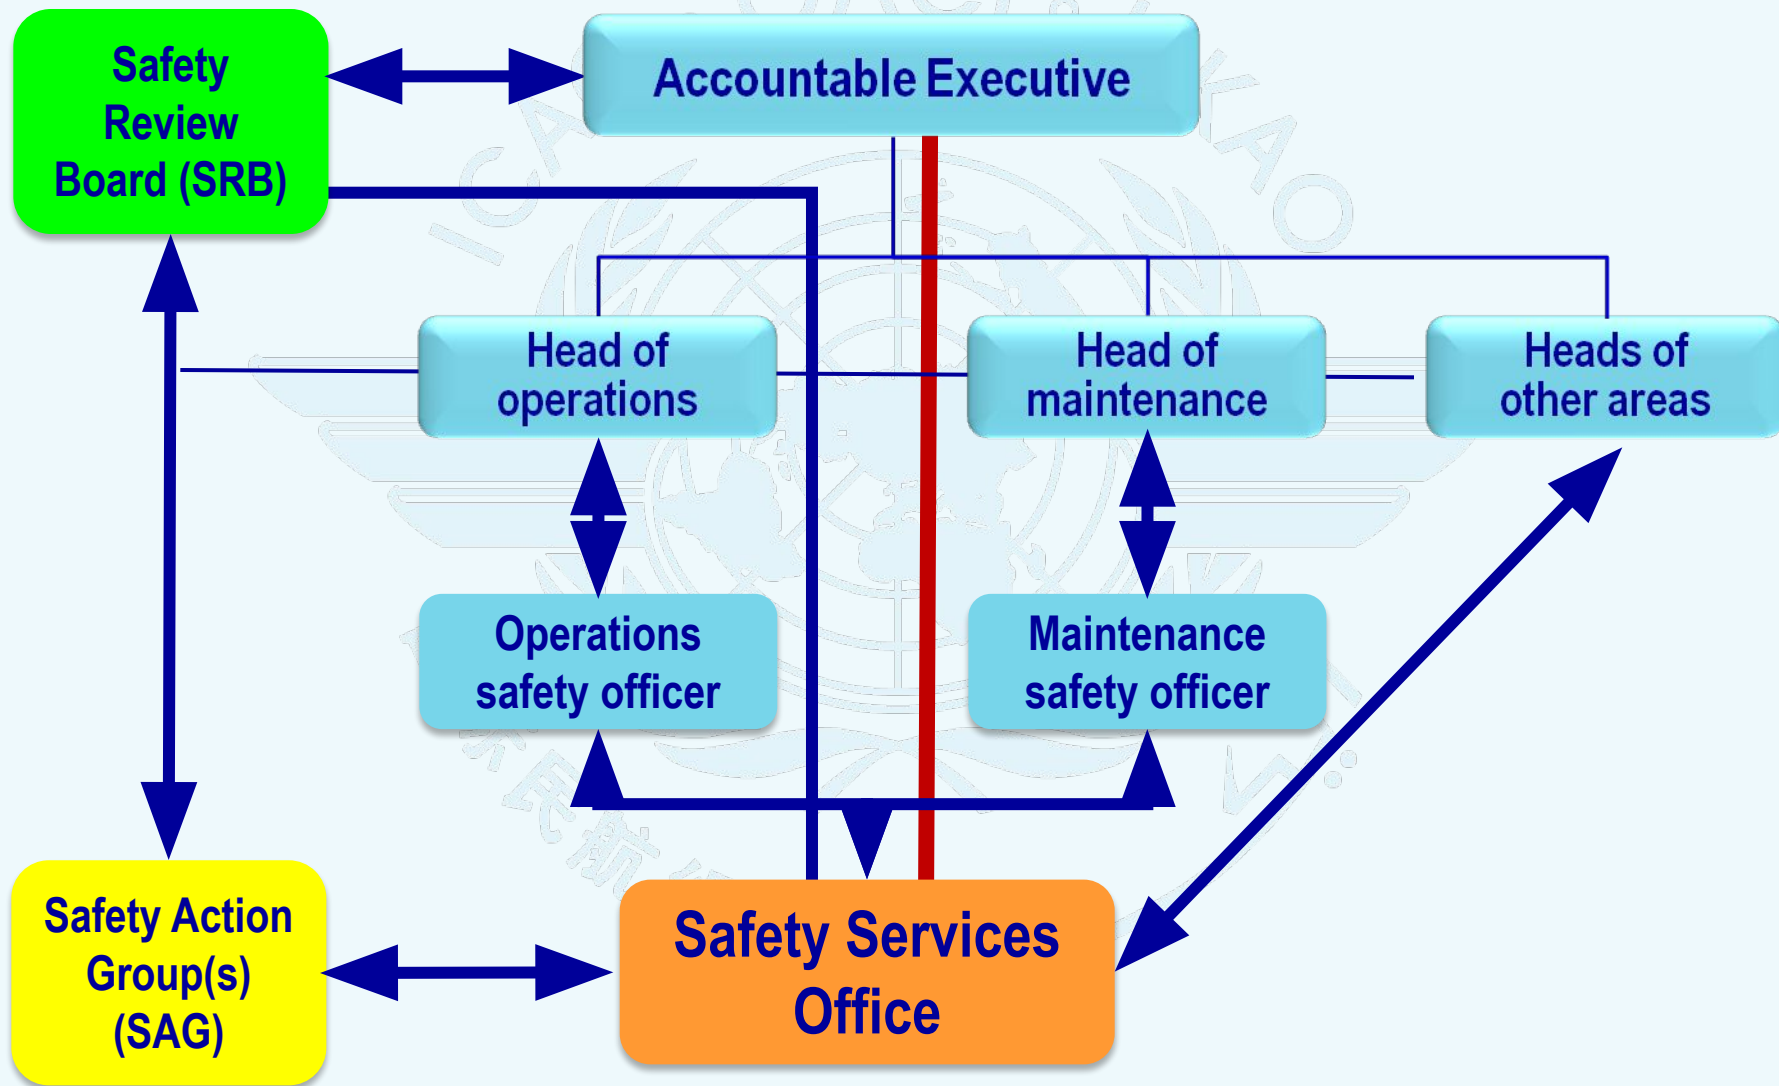 Safety
Review
Board (SRB)
Accountable Executive
Head of
operations
Head of
maintenance
Heads of
other areas
Operations
safety officer
Maintenance
safety officer
Safety Action
Group(s)
(SAG)
Safety Services
Office